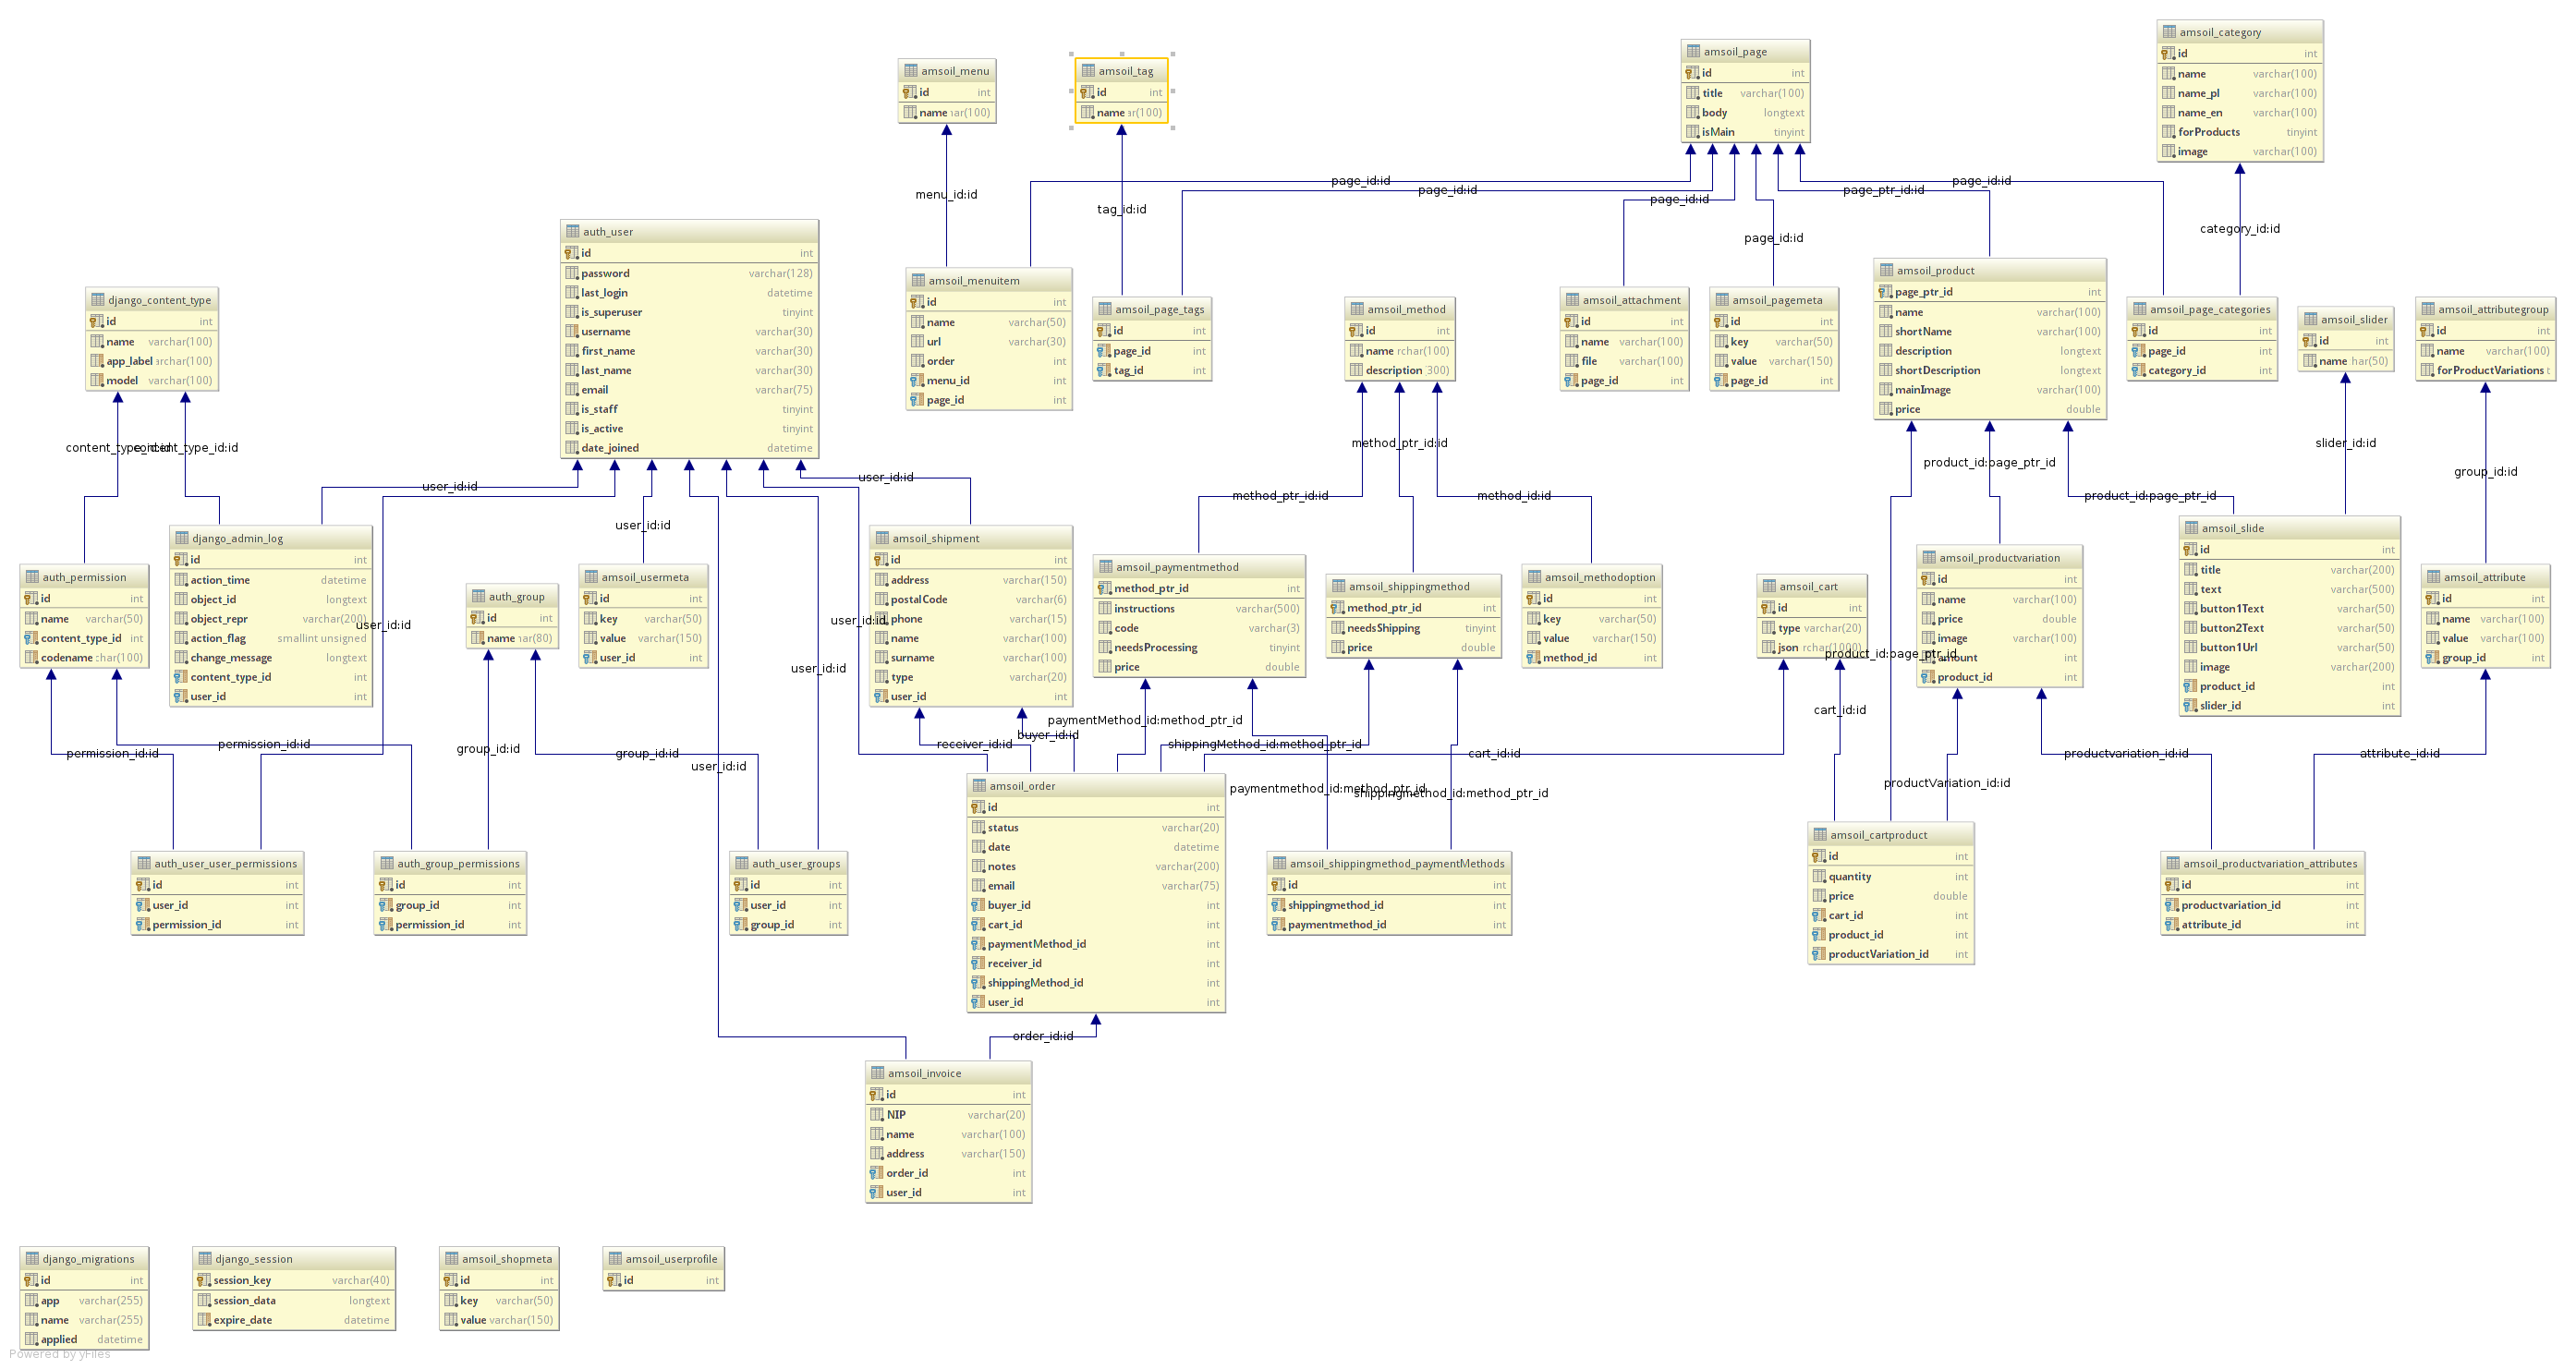 amsoil_category
id int
name varchar(100)
name_pl varchar(100)
name_en varchar(100)
forProducts tinyint
image varchar(100)
amsoil_page
id int
title varchar(100)
body longtext
isMain tinyint
amsoil_menu
id int
name
amsoil_tag
id int
name
page_id:id
page_id:id
page_id:id
page_ptr_id:id
page_id:id
menu_id:id
tag_id:id
page_id:id
category_id:id
auth_user
id int
password varchar(128)
last_login datetime
is_superuser tinyint
username varchar(30)
first_name varchar(30)
last_name varchar(30)
email varchar(75)
is_staff tinyint
is_active tinyint
date_joined datetime
amsoil_menuitem
id int
name varchar(50)
url varchar(30)
order int
menu_id int
page_id int
amsoil_page_tags
id int
page_id int
tag_id int
amsoil_method
id int
name rchar(100)
description 300)
amsoil_attachment
id int
name varchar(100)
file varchar(100)
page_id int
amsoil_pagemeta
id int
key varchar(50)
value varchar(150)
page_id int
amsoil_product
page_ptr_id int
name varchar(100)
shortName varchar(100)
description longtext
shortDescription longtext
mainImage varchar(100)
price double
amsoil_page_categories
id int
page_id int
category_id int
amsoil_slider
id int
name har(50)
amsoil_attributegroup
id int
name varchar(100)
forProductVariations t
django_content_type
id int
name varchar(100)
app_label archar(100)
model varchar(100)
content_type_id:id
content_type_id:id
user_id:id
user_id:id
user_id:id
method_ptr_id:id
method_ptr_id:id
method_id:id
product_id:page_ptr_id
product_id:page_ptr_id
slider_id:id
group_id:id
auth_permission
id int
name varchar(50)
content_type_id int
codename char(100)
django_admin_log
id int
action_time datetime
object_id longtext
object_repr varchar(200)
action_flag smallint unsigned
change_message longtext
content_type_id int
user_id int
user_id:id
auth_group
id int
name har(80)
amsoil_usermeta
id int
key varchar(50)
value varchar(150)
user_id int
user_id:id
user_id:id
amsoil_shipment
id int
address varchar(150)
postalCode varchar(6)
phone varchar(15)
name varchar(100)
surname varchar(100)
type varchar(20)
user_id int
amsoil_paymentmethod
method_ptr_id int
instructions varchar(500)
code varchar(3)
needsProcessing tinyint
price double
amsoil_shippingmethod
method_ptr_id int
needsShipping tinyint
price double
amsoil_methodoption
id int
key varchar(50)
value varchar(150)
method_id int
amsoil_cart
id int
type varchar(20)
json rchar(1000)
product_id:page_ptr_id
amsoil_productvariation
id int
name varchar(100)
price double
image varchar(100)
amount int
product_id int
amsoil_slide
id int
title varchar(200)
text varchar(500)
button1Text varchar(50)
button2Text varchar(50)
button1Url varchar(50)
image varchar(200)
product_id int
slider_id int
amsoil_attribute
id int
name varchar(100)
value varchar(100)
group_id int
permission_id:id
permission_id:id
group_id:id
group_id:id
user_id:id
receiver_id:id
buyer_id:id
paymentMethod_id:method_ptr_id
shippingMethod_id:method_ptr_id
cart_id:id
cart_id:id
productVariation_id:id
productvariation_id:id
attribute_id:id
paymentmethod_id:method_ptr_id
shippingmethod_id:method_ptr_id
auth_user_user_permissions
id int
user_id int
permission_id int
auth_group_permissions
id int
group_id int
permission_id int
auth_user_groups
id int
user_id int
group_id int
amsoil_order
id int
status varchar(20)
date datetime
notes varchar(200)
email varchar(75)
buyer_id int
cart_id int
paymentMethod_id int
receiver_id int
shippingMethod_id int
user_id int
amsoil_shippingmethod_paymentMethods
id int
shippingmethod_id int
paymentmethod_id int
amsoil_cartproduct
id int
quantity int
price double
cart_id int
product_id int
productVariation_id int
amsoil_productvariation_attributes
id int
productvariation_id int
attribute_id int
order_id:id
amsoil_invoice
id int
NIP varchar(20)
name varchar(100)
address varchar(150)
order_id int
user_id int
django_migrations
id int
app varchar(255)
name varchar(255)
applied datetime
django_session
session_key varchar(40)
session_data longtext
expire_date datetime
amsoil_shopmeta
id int
key varchar(50)
value varchar(150)
amsoil_userprofile
id int
Powered by yFiles